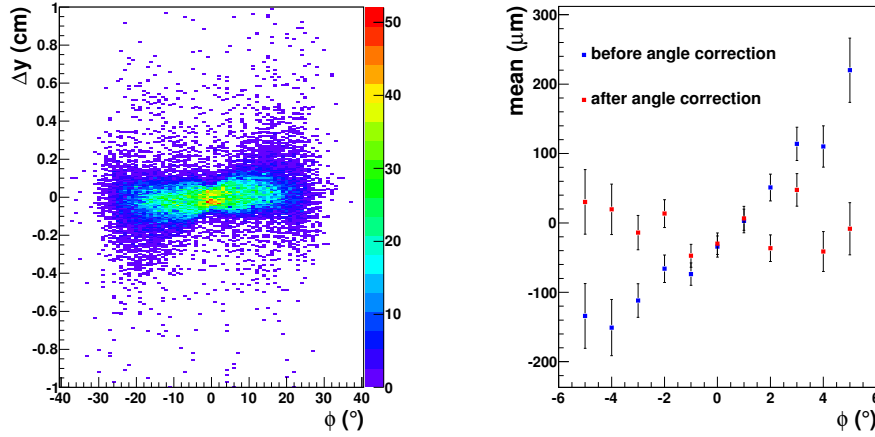 Δy (cm)
1
0.8
0.6
0.4
0.2
0
-0.2
-0.4
-0.6
-0.8
-1
-40 -30 -20 -10 0 10 20 30 40
ϕ (°)
50
40
30
20
10
0
mean (μm)
300
200
100
0
-100
-200
before angle correction
after angle correction
-6 -4 -2 0 2 4 6
ϕ (°)